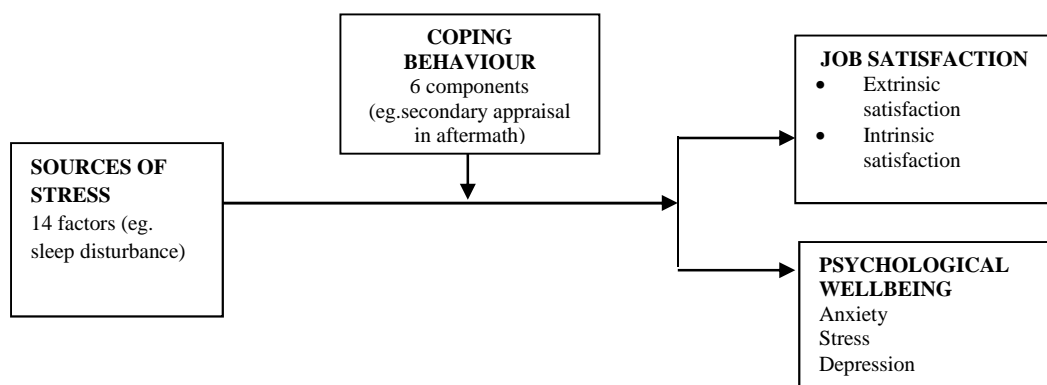 COPING
BEHAVIOUR
6 components
(eg.secondary appraisal
in aftermath)
JOB SATISFACTION
• Extrinsic
satisfaction
• Intrinsic
satisfaction
SOURCES OF
STRESS
14 factors (eg.
sleep disturbance)
PSYCHOLOGICAL
WELLBEING
Anxiety
Stress
Depression